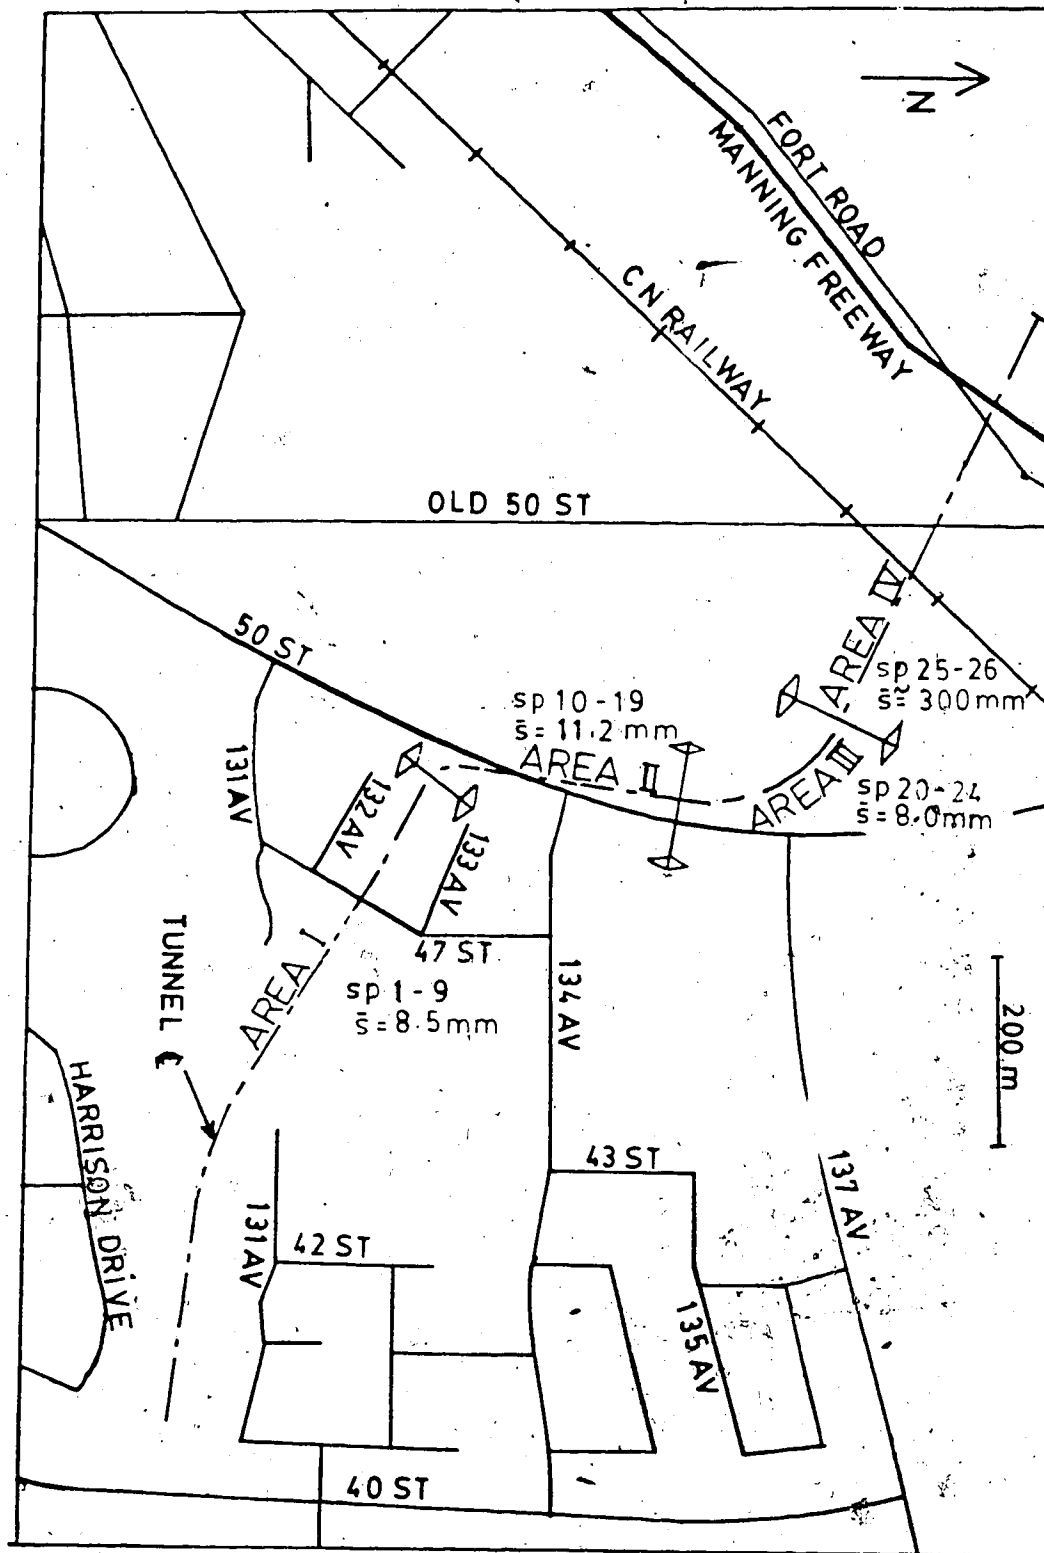 N
FORT ROAD
MANNING FREEWAY
CN RAILWAY
OLD 50 ST
50 ST
AREA IV
sp 25-26
s̄≈ 300mm
sp 10-19
s̄= 11.2 mm
AREA II
AREA III
sp 20-24
s̄= 8.0mm
131 AV
132 AV
133 AV
47 ST
AREA I
sp 1-9
s̄= 8.5mm
134 AV
TUNNEL ℄
200 m
HARRISON DRIVE
43 ST
137 AV
131 AV
42 ST
135 AV
40 ST